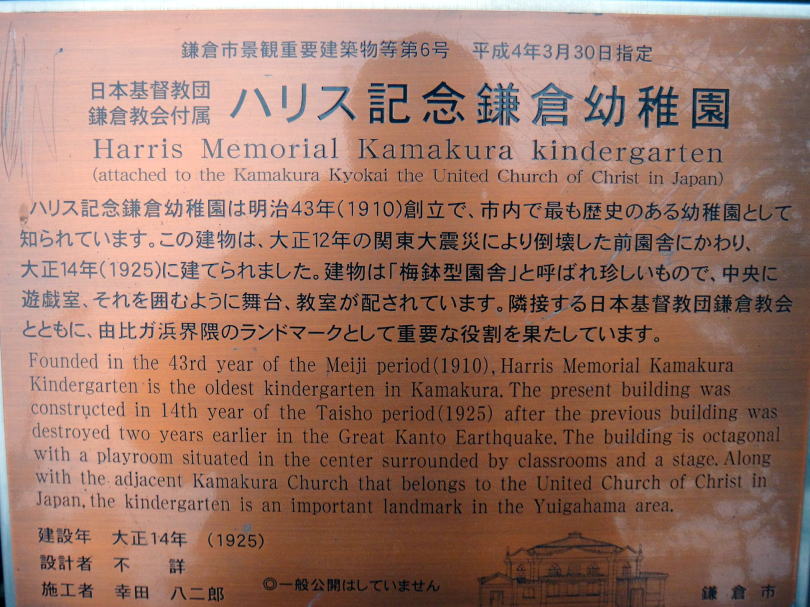 鎌倉市景観重要建築物等第6号 平成4年3月30日指定
日本基督教団
鎌倉教会付属 ハリス記念鎌倉幼稚園
Harris Memorial Kamakura kindergarten
(attached to the Kamakura Kyokai the United Church of Christ in Japan)
ハリス記念鎌倉幼稚園は明治43年(1910)創立で、市内で最も歴史のある幼稚園として
知られています。この建物は、大正12年の関東大震災により倒壊した前園舎にかわり、
大正14年(1925)に建てられました。建物は「梅鉢型園舎」と呼ばれ珍しいもので、中央に
遊戯室、それを囲むように舞台、教室が配されています。隣接する日本基督教団鎌倉教会
とともに、由比ガ浜界隈のランドマークとして重要な役割を果たしています。
Founded in the 43rd year of the Meiji period(1910), Harris Memorial Kamakura
Kindergarten is the oldest kindergarten in Kamakura. The present building was
constructed in 14th year of the Taisho period(1925) after the previous building was
destroyed two years earlier in the Great Kanto Earthquake. The building is octagonal
with a playroom situated in the center surrounded by classrooms and a stage. Along
with the adjacent Kamakura Church that belongs to the United Church of Christ in
Japan, the kindergarten is an important landmark in the Yuigahama area.
建設年 大正14年 (1925)
設計者 不詳
施工者 幸田 八二郎 ◎一般公開はしていません 鎌倉市